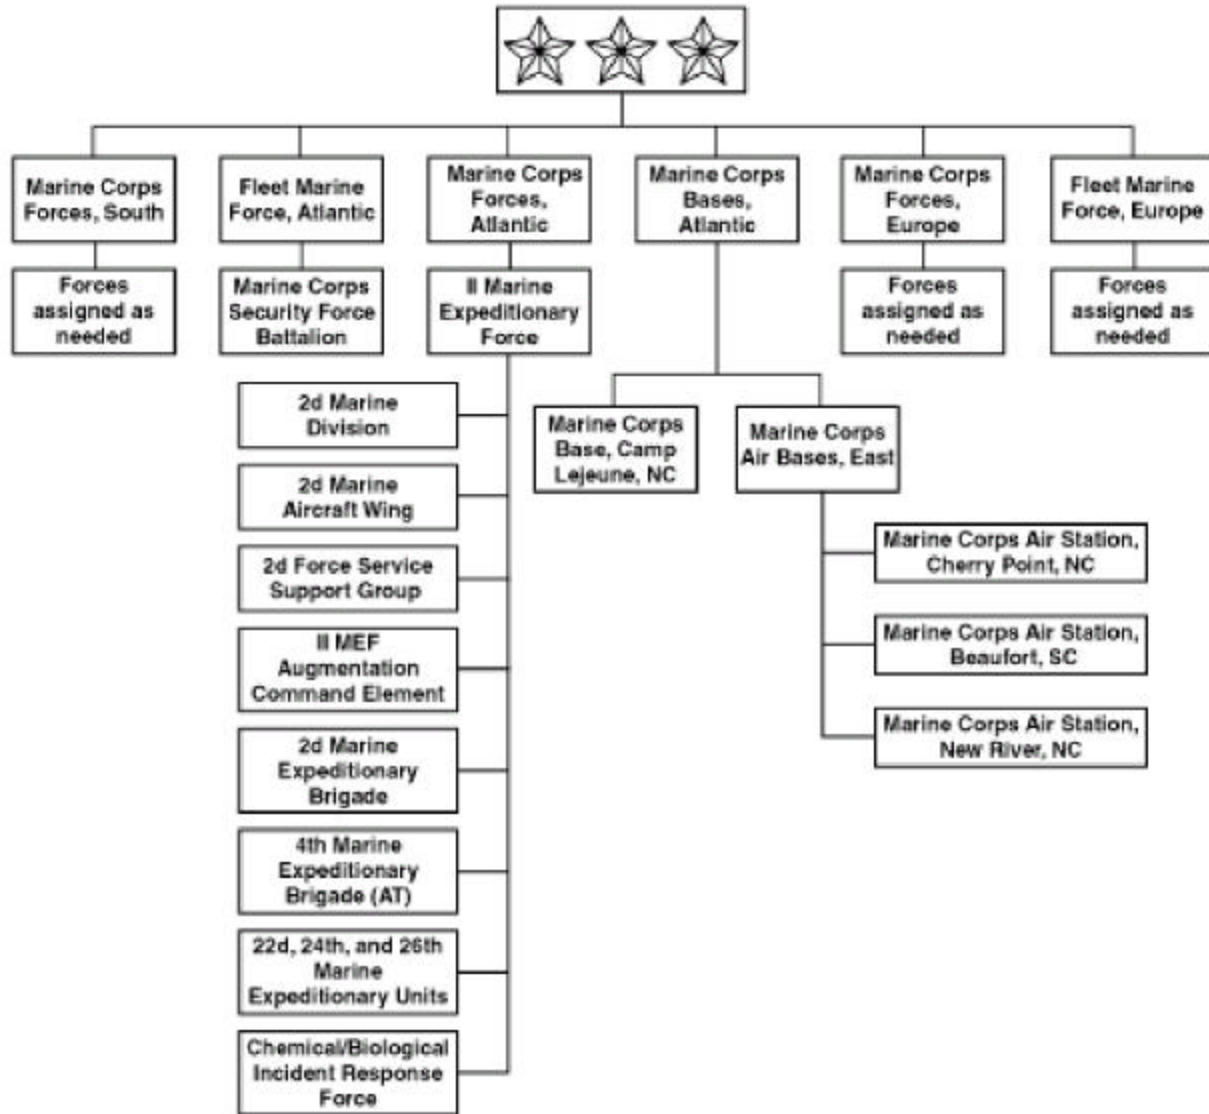 Marine Corps
Forces, South
Fleet Marine
Force, Atlantic
Marine Corps
Forces,
Atlantic
Marine Corps
Bases,
Atlantic
Marine Corps
Forces,
Europe
Fleet Marine
Force, Europe
Forces
assigned as
needed
Marine Corps
Security Force
Battalion
II Marine
Expeditionary
Force
Forces
assigned as
needed
Forces
assigned as
needed
2d Marine
Division
2d Marine
Aircraft Wing
2d Force Service
Support Group
II MEF
Augmentation
Command Element
2d Marine
Expeditionary
Brigade
4th Marine
Expeditionary
Brigade (AT)
22d, 24th, and 26th
Marine
Expeditionary Units
Chemical/Biological
Incident Response
Force
Marine Corps
Base, Camp
Lejeune, NC
Marine Corps
Air Bases, East
Marine Corps Air Station,
Cherry Point, NC
Marine Corps Air Station,
Beaufort, SC
Marine Corps Air Station,
New River, NC